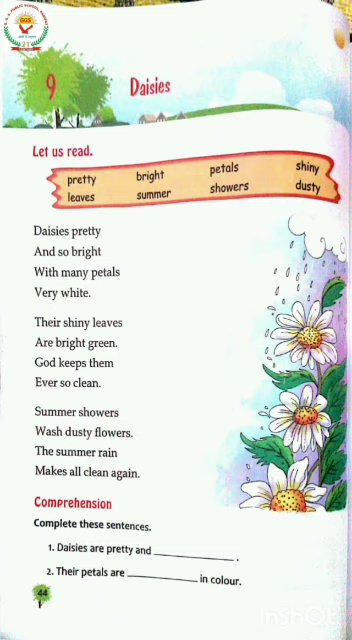 GGS
9
Daisies
Let us read.
pretty bright petals shiny
leaves summer showers dusty
Daisies pretty
And so bright
With many petals
Very white.
Their shiny leaves
Are bright green.
God keeps them
Ever so clean.
Summer showers
Wash dusty flowers.
The summer rain
Makes all clean again.
Comprehension
Complete these sentences.
1. Daisies are pretty and ____________.
2. Their petals are ____________ in colour.
44
InShOt